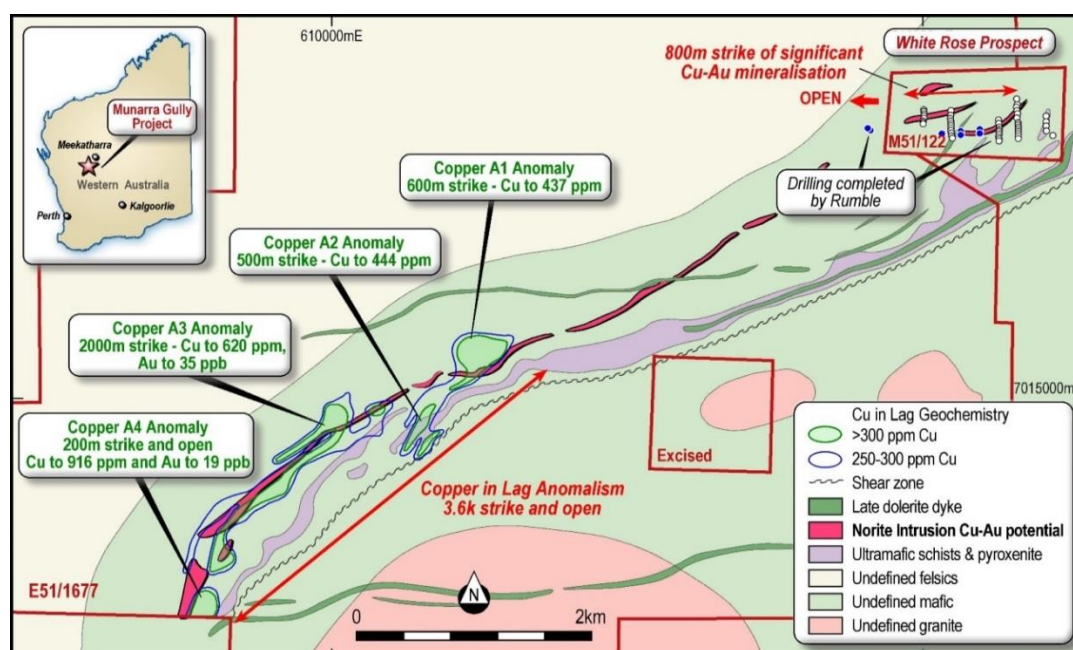 610000mE
White Rose Prospect
800m strike of significant
Cu-Au mineralisation
OPEN
M51/122
Drilling completed
by Rumble
Munarra Gully
Project
Meekatharra
Western Australia
Perth
Kalgoorlie
Copper A1 Anomaly
600m strike - Cu to 437 ppm
Copper A2 Anomaly
500m strike - Cu to 444 ppm
Copper A3 Anomaly
2000m strike - Cu to 620 ppm,
Au to 35 ppb
Copper A4 Anomaly
200m strike and open
Cu to 916 ppm and Au to 19 ppb
7015000m
Excised
Copper in Lag Anomalism
3.6k strike and open
E51/1677
N
0
2km
Cu in Lag Geochemistry
>300 ppm Cu
250-300 ppm Cu
Shear zone
Late dolerite dyke
Norite Intrusion Cu-Au potential
Ultramafic schists & pyroxenite
Undefined felsics
Undefined mafic
Undefined granite